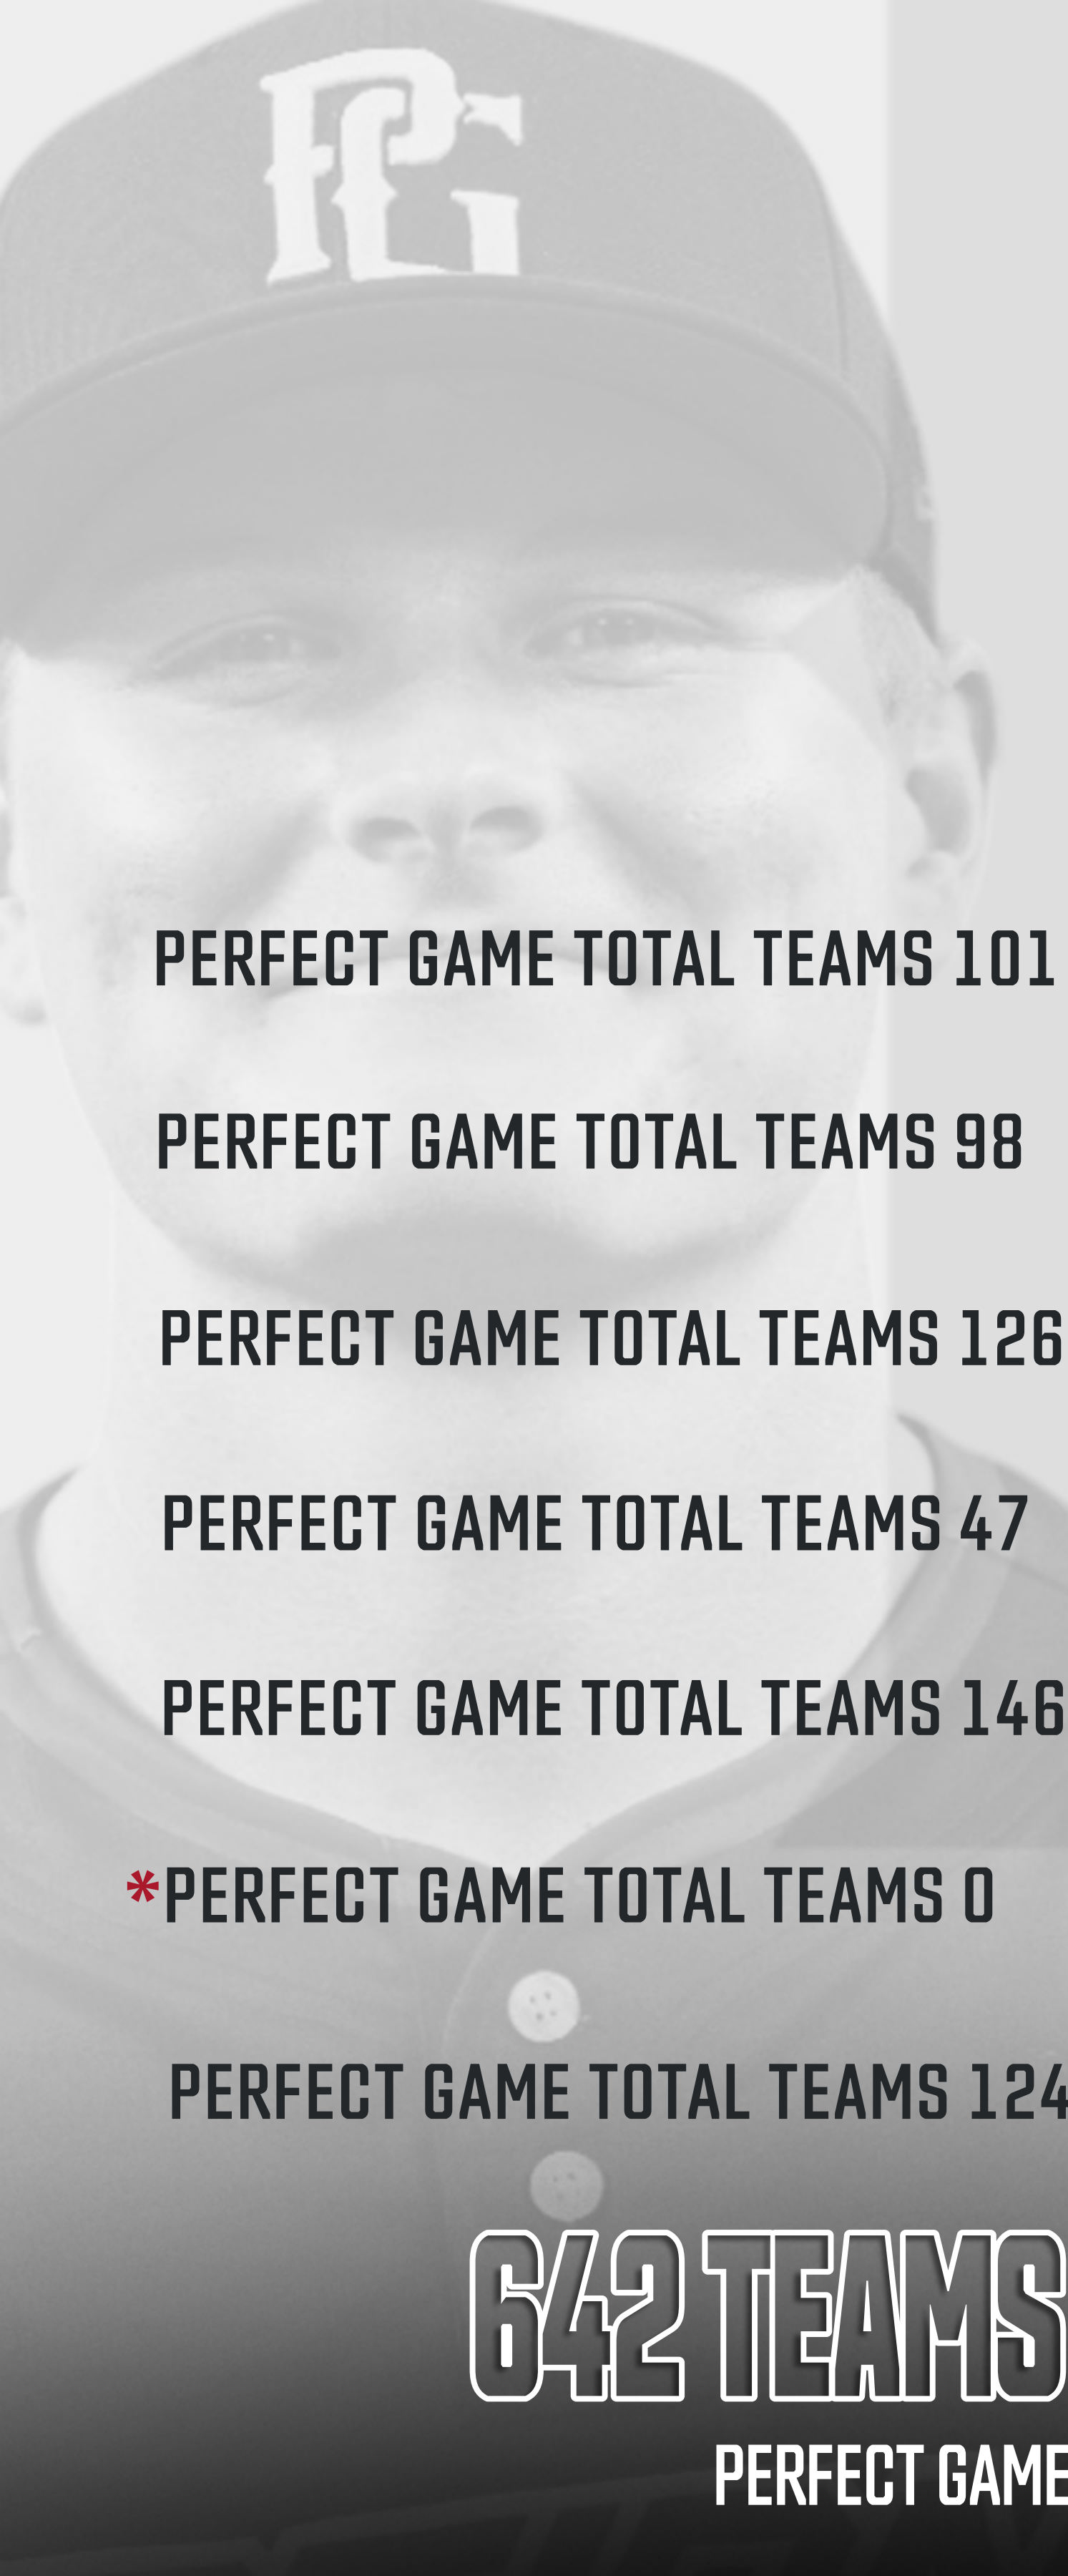 PG
PERFECT GAME TOTAL TEAMS 101
PERFECT GAME TOTAL TEAMS 98
PERFECT GAME TOTAL TEAMS 126
PERFECT GAME TOTAL TEAMS 47
PERFECT GAME TOTAL TEAMS 146
*PERFECT GAME TOTAL TEAMS 0
PERFECT GAME TOTAL TEAMS 124
642 TEAMS
PERFECT GAME